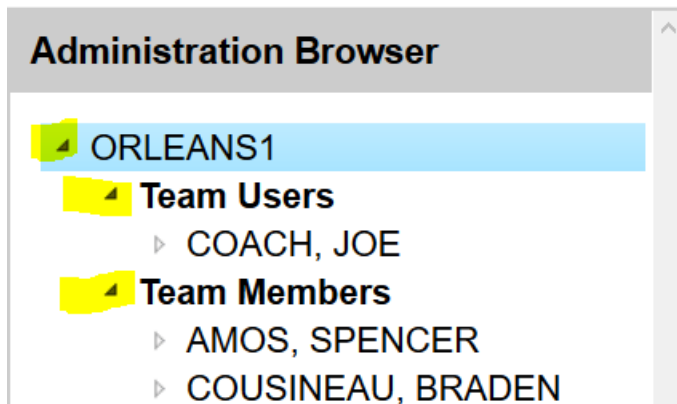 Administration Browser
ORLEANS1
Team Users
COACH, JOE
Team Members
AMOS, SPENCER
COUSINEAU, BRADEN